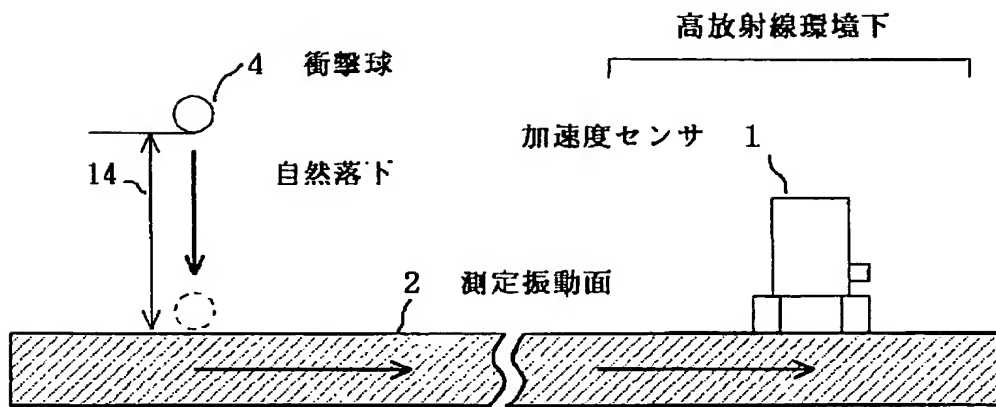 高放射線環境下
4 衝撃球
加速度センサ 1
14
自然落下
2 測定振動面